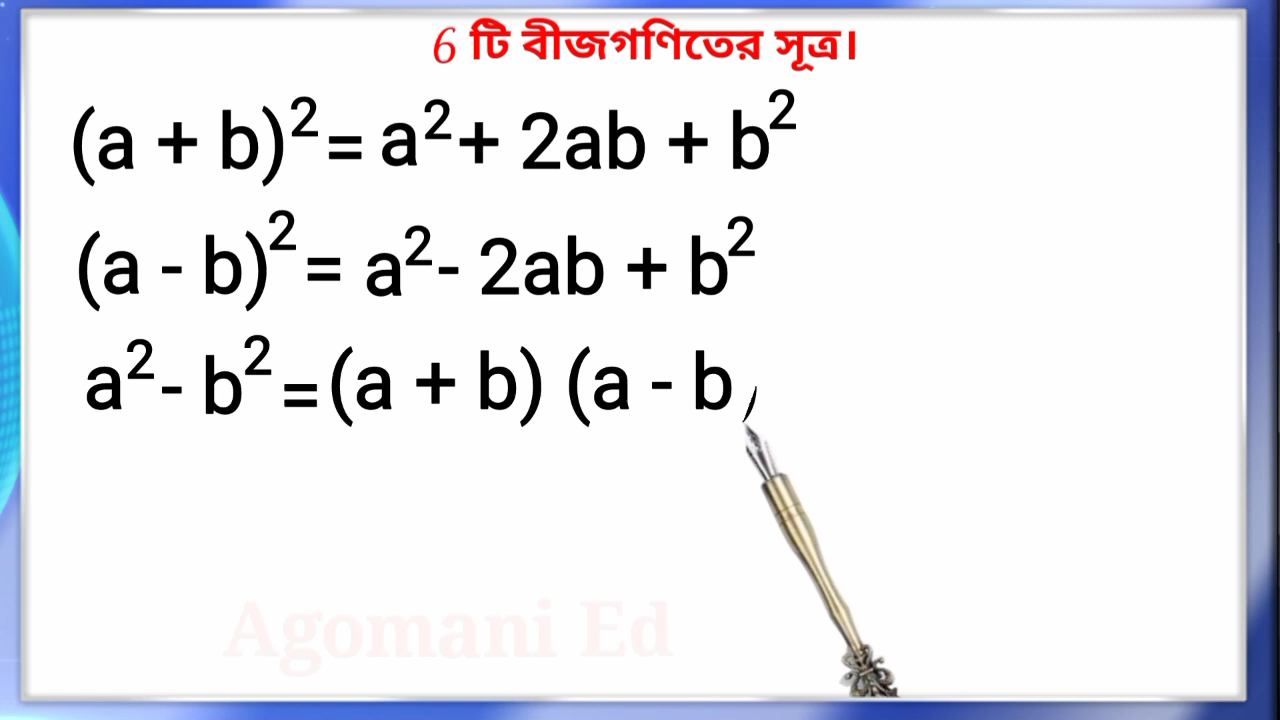 6 টি বীজগণিতের সূত্র।
(a + b)²= a²+ 2ab + b²
(a - b)²= a²- 2ab + b²
a²- b²=(a + b) (a - b)
Agomani Ed